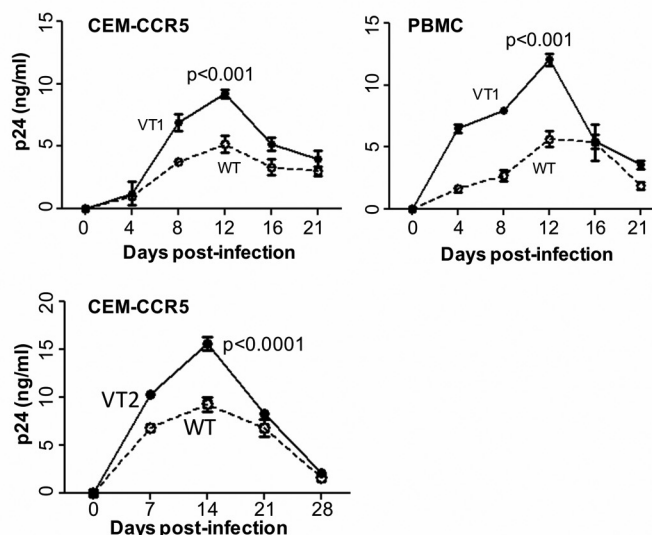 CEM-CCR5
p24 (ng/ml)
15
10
5
0
p<0.001
VT1
WT
0 4 8 12 16 21
Days post-infection
PBMC
15
10
5
0
p<0.001
VT1
WT
0 4 8 12 16 21
Days post-infection
CEM-CCR5
p24 (ng/ml)
20
15
10
5
0
p<0.0001
VT2
WT
0 7 14 21 28
Days post-infection